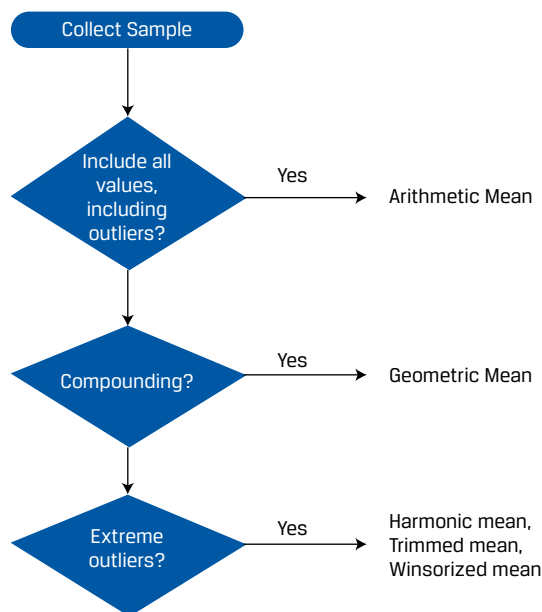 Collect Sample
Include all
values,
including
outliers?
Yes
Arithmetic Mean
Compounding?
Yes
Geometric Mean
Extreme
outliers?
Yes
Harmonic mean,
Trimmed mean,
Winsorized mean